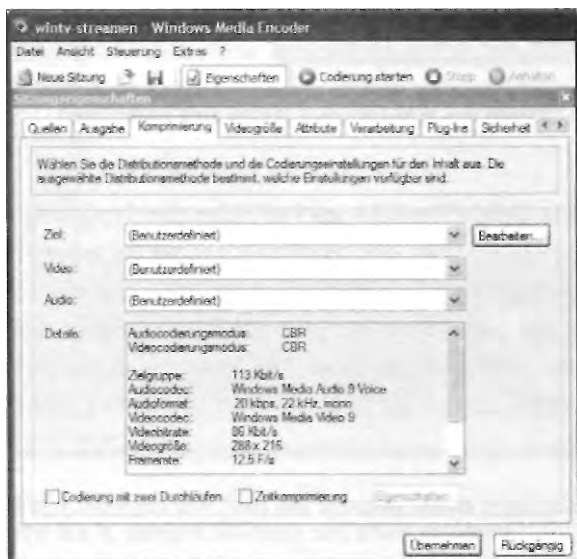 wintv-streamen - Windows Media Encoder
Datei Ansicht Steuerung Extras ?
Neue Sitzung Eigenschaften Codierung starten Stopp Anhalten
Sitzungseigenschaften
Quellen Ausgabe Komprimierung Videogröße Attribute Verarbeitung Plug-Ins Sicherheit
Wählen Sie die Distributionsmethode und die Codierungseinstellungen für den Inhalt aus. Die
ausgewählte Distributionsmethode bestimmt, welche Einstellungen verfügbar sind.
Ziel: (Benutzerdefiniert) Bearbeiten...
Video: (Benutzerdefiniert)
Audio: (Benutzerdefiniert)
Details: Audiocodierungsmodus: CBR
Videocodierungsmodus: CBR
Zielgruppe: 113 Kbit/s
Audiocodec: Windows Media Audio 9 Voice
Audioformat: 20 kbps, 22 kHz, mono
Videocodec: Windows Media Video 9
Videobitrate: 86 Kbit/s
Videogröße: 288 x 216
Framerate: 12.5 F/s
Codierung mit zwei Durchläufen Zeitkomprimierung Eigenschaften
Übernehmen Rückgängig